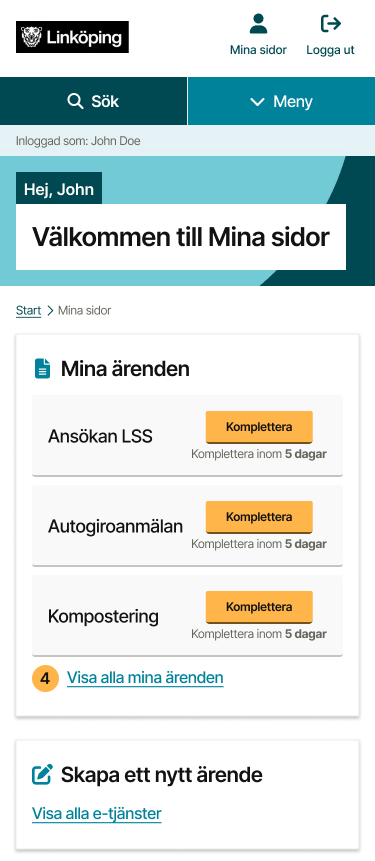 Linköping
Mina sidor
Logga ut
Sök
Meny
Inloggad som: John Doe
Hej, John
Välkommen till Mina sidor
Start
Mina sidor
Mina ärenden
Ansökan LSS
Komplettera
Komplettera inom 5 dagar
Autogiroanmälan
Komplettera
Komplettera inom 5 dagar
Kompostering
Komplettera
Komplettera inom 5 dagar
4
Visa alla mina ärenden
Skapa ett nytt ärende
Visa alla e-tjänster